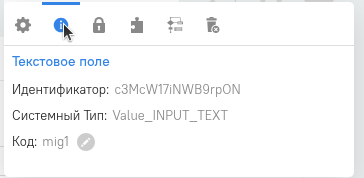 Текстовое поле
Идентификатор: c3McW17iNWB9rpON
Системный Тип: Value_INPUT_TEXT
Код: mig1